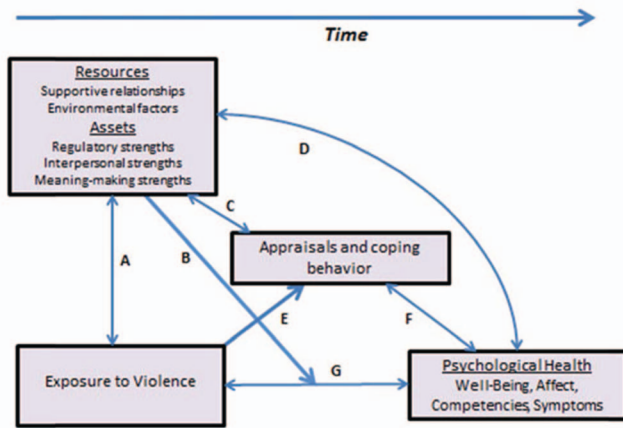 Time
Resources
Supportive relationships
Environmental factors
Assets
Regulatory strengths
Interpersonal strengths
Meaning-making strengths
D
C
A
B
Appraisals and coping
behavior
E
F
Exposure to Violence
G
Psychological Health
Well-Being, Affect,
Competencies, Symptoms